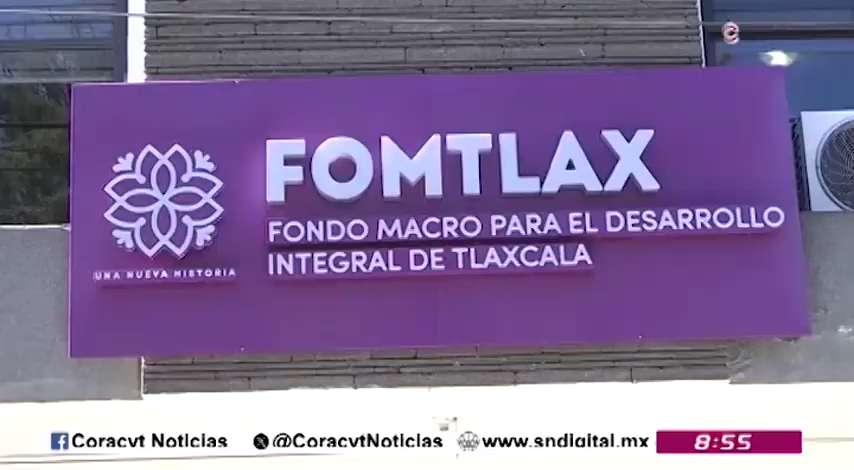 FOMTLAX
FONDO MACRO PARA EL DESARROLLO
INTEGRAL DE TLAXCALA
UNA NUEVA HISTORIA
Coracvt Noticias @CoracvtNoticias www.sndigital.mx 8:55